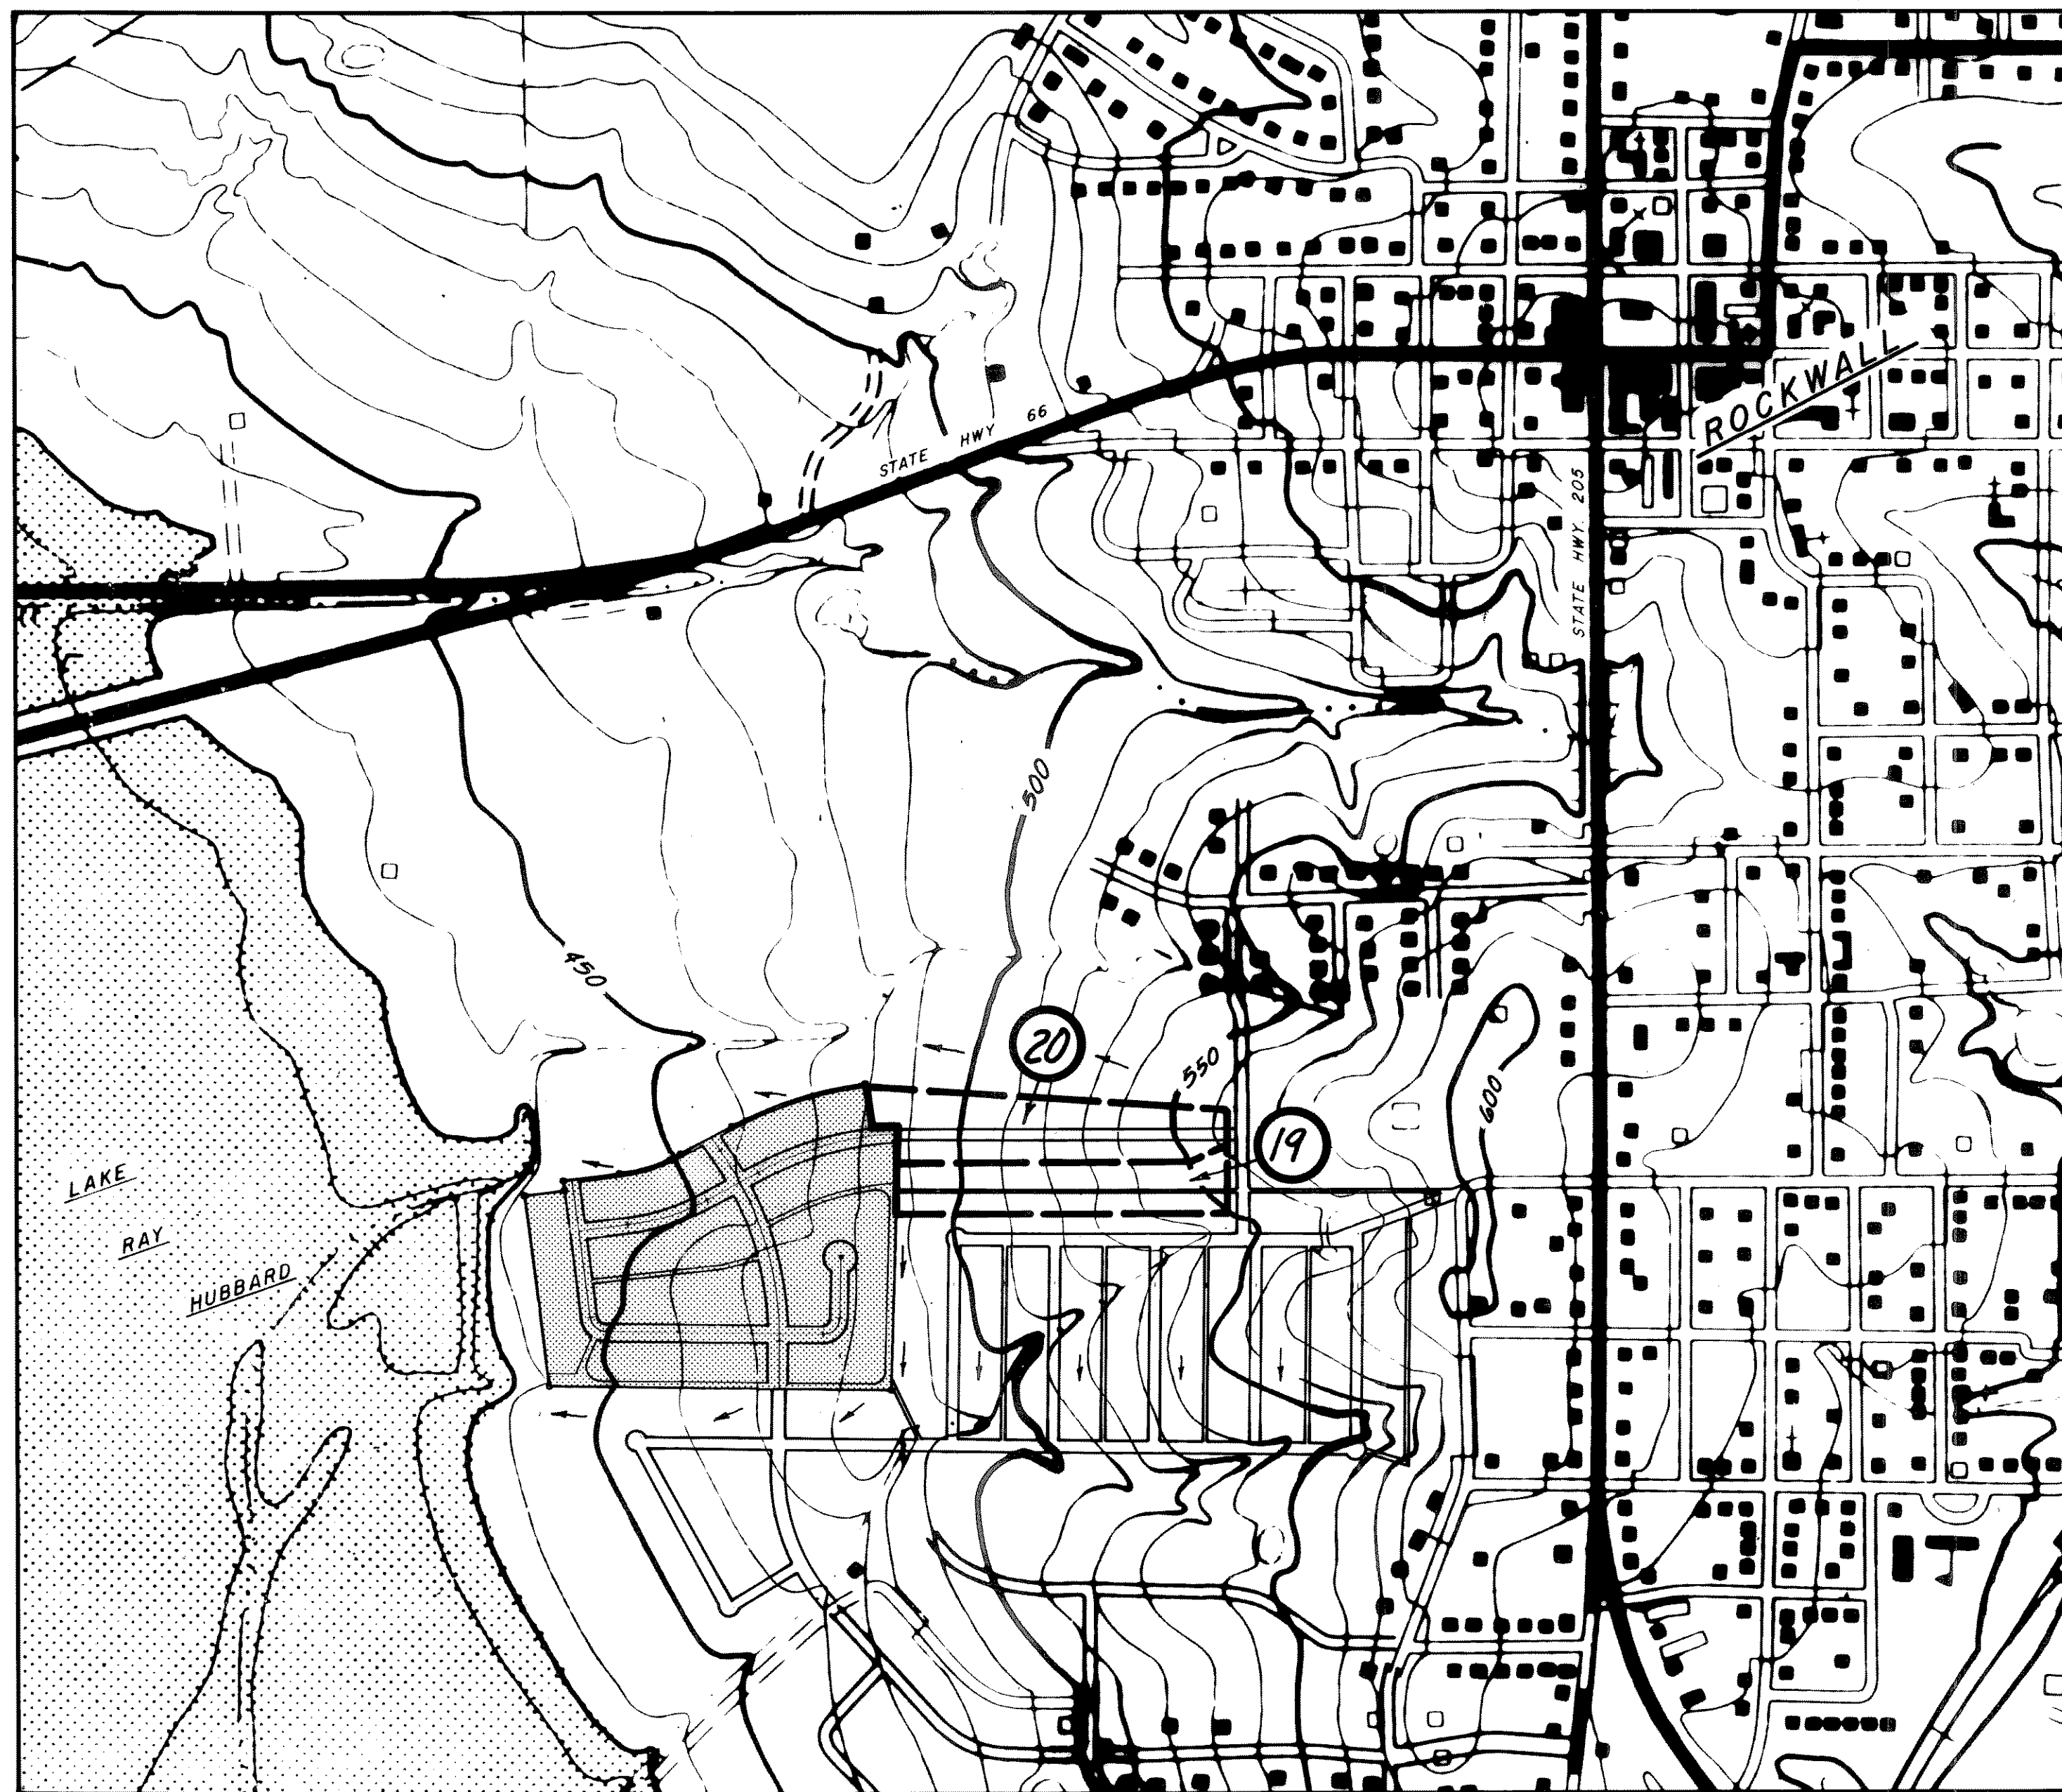 ROCKWALL
STATE HWY 66
STATE HWY. 205
500
450
20
550
600
19
LAKE
RAY
HUBBARD